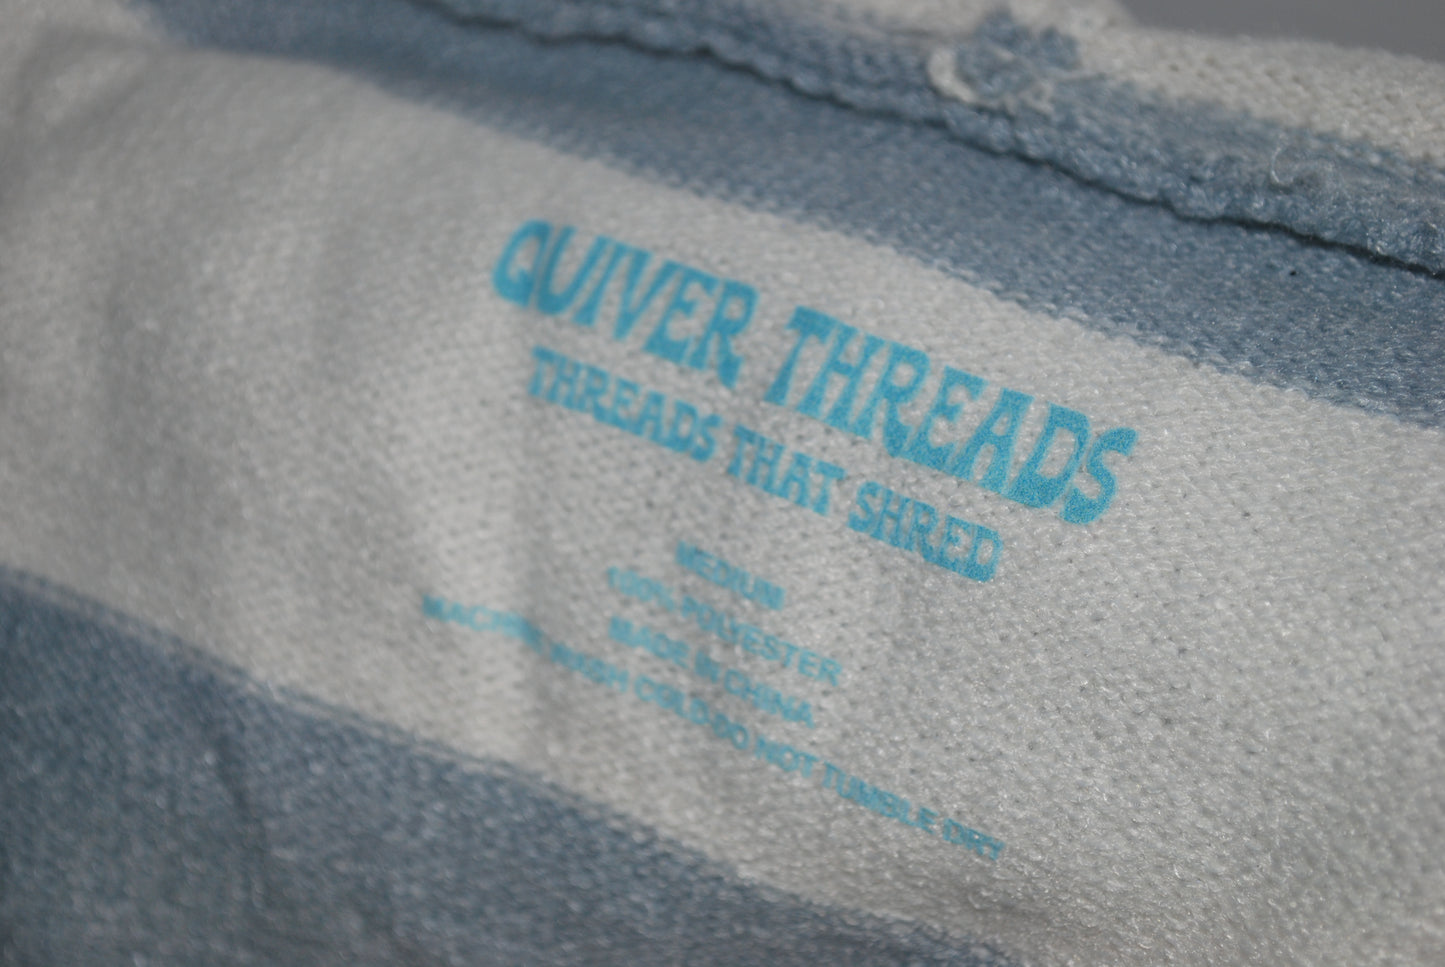 QUIVER THREADS
THREADS THAT SHRED
MEDIUM
100% POLYESTER
MADE IN CHINA
MACHINE WASH COLD DO NOT TUMBLE DRY